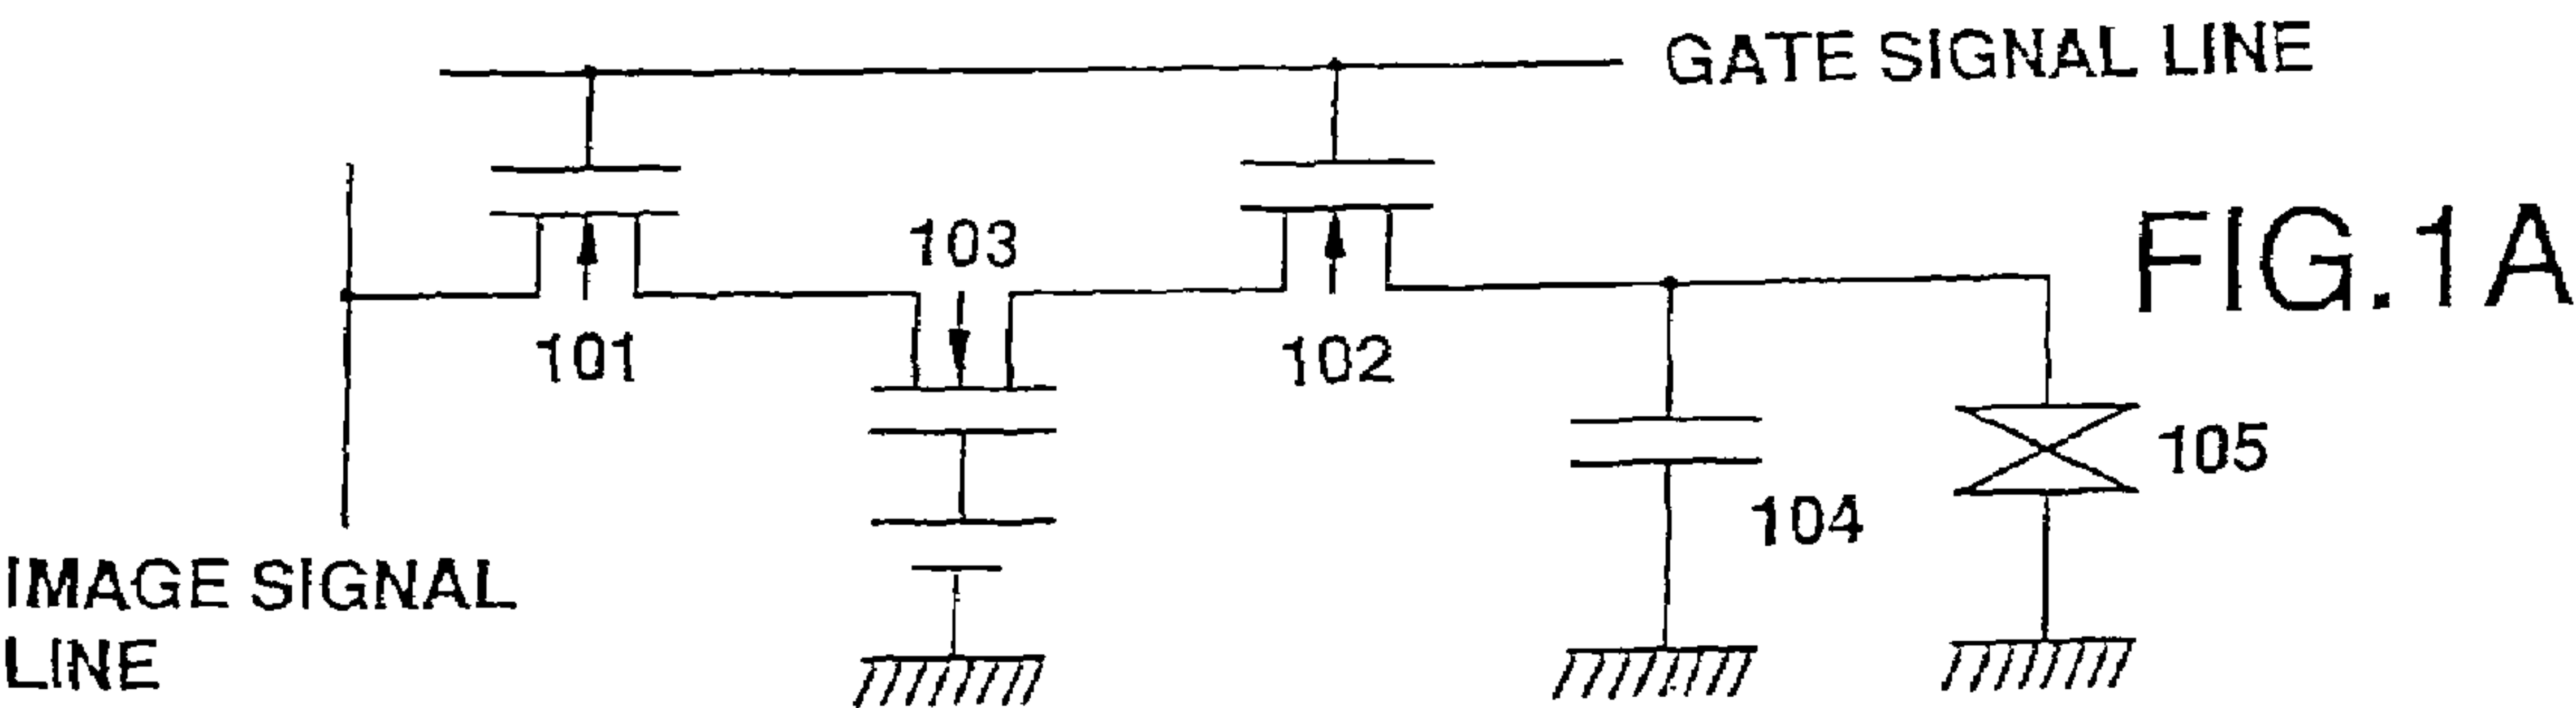 GATE SIGNAL LINE
FIG.1A
103
101
102
105
104
IMAGE SIGNAL
LINE